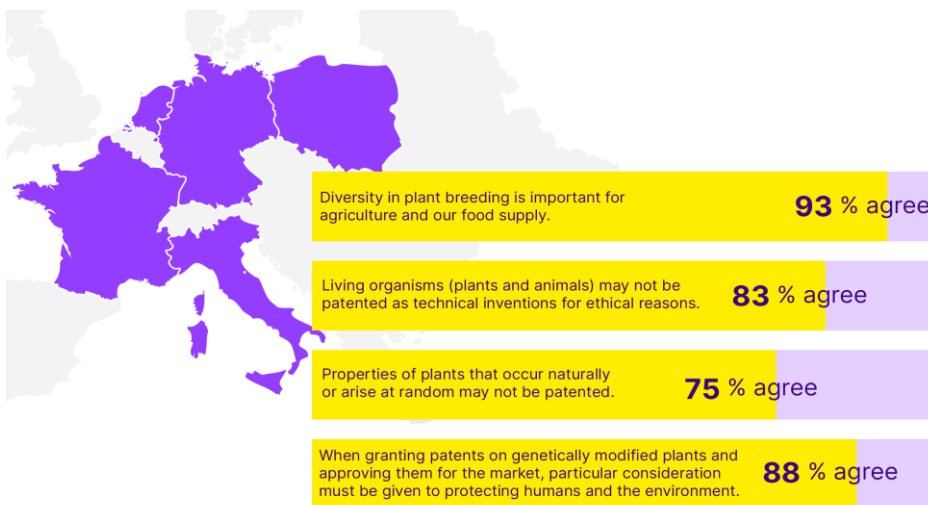 Diversity in plant breeding is important for
agriculture and our food supply.
93 % agree
Living organisms (plants and animals) may not be
patented as technical inventions for ethical reasons.
83 % agree
Properties of plants that occur naturally
or arise at random may not be patented.
75 % agree
When granting patents on genetically modified plants and
approving them for the market, particular consideration
must be given to protecting humans and the environment.
88 % agree